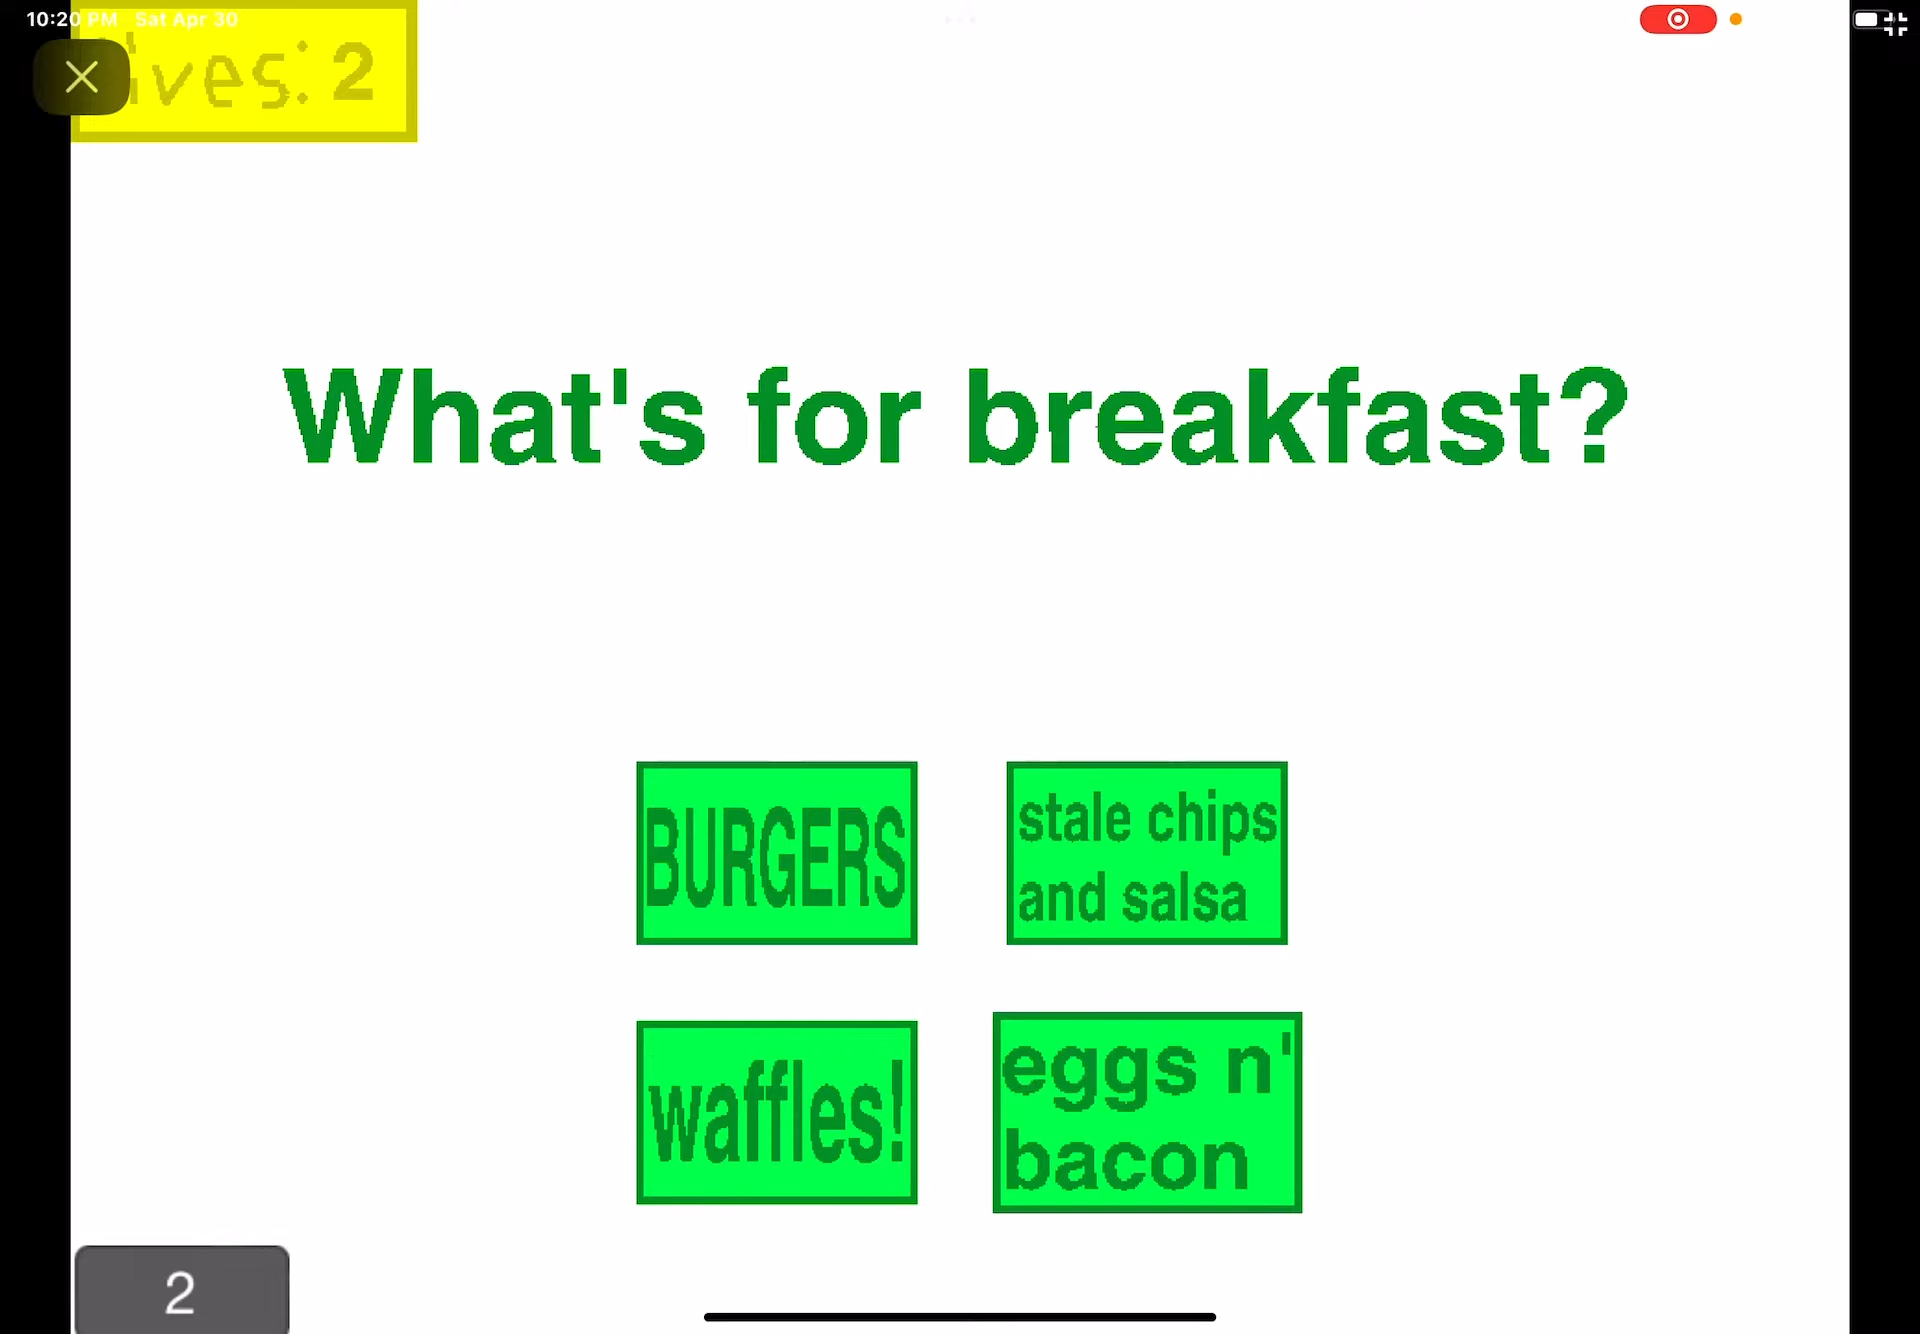 10:20 PM Sat Apr 30
ives: 2
What's for breakfast?
BURGERS
stale chips
and salsa
waffles!
eggs n'
bacon
2